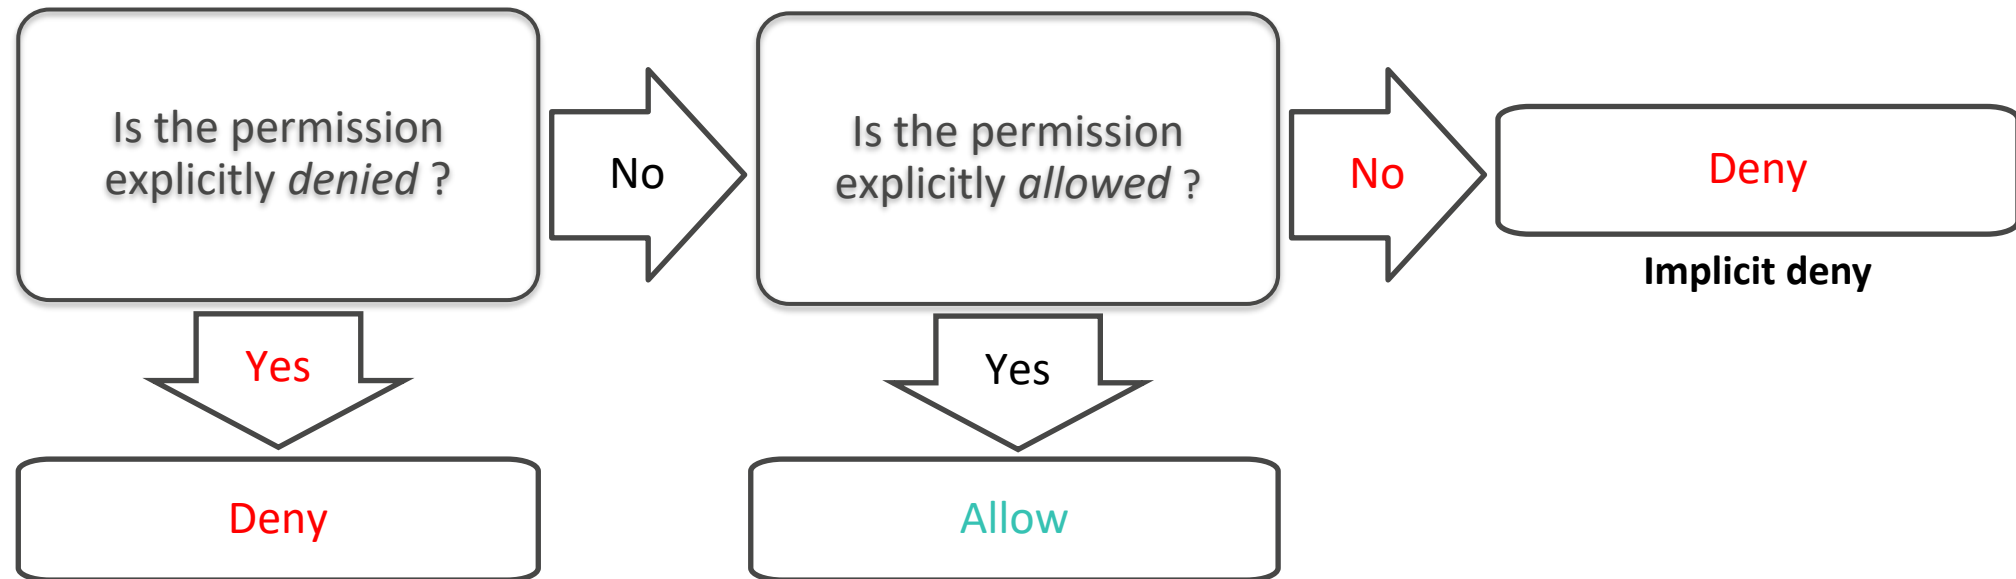 Is the permission
explicitly denied ?
No
Is the permission
explicitly allowed ?
No
Deny
Implicit deny
Yes
Yes
Deny
Allow